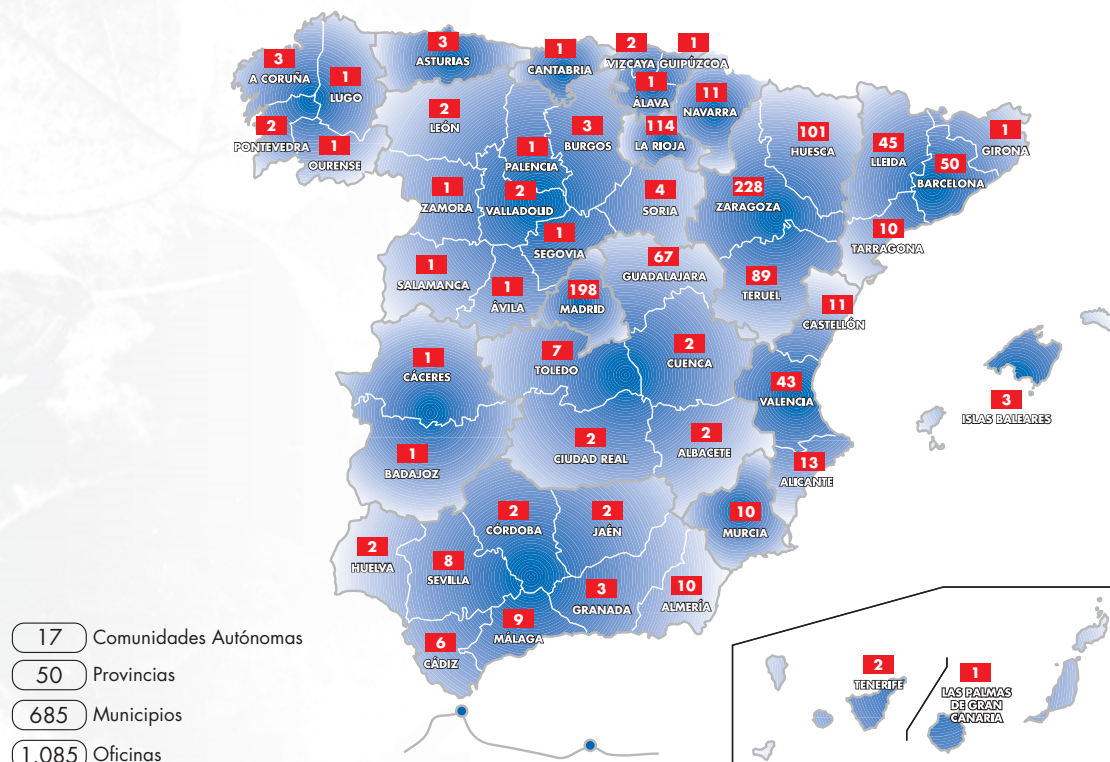 3
A CORUÑA
1
LUGO
2
PONTEVEDRA
1
OURENSE
3
ASTURIAS
1
CANTABRIA
2
VIZCAYA
1
GUIPÚZCOA
1
ÁLAVA
11
NAVARRA
114
LA RIOJA
2
LEÓN
1
PALENCIA
3
BURGOS
1
ZAMORA
2
VALLADOLID
4
SORIA
1
SEGOVIA
1
SALAMANCA
1
ÁVILA
198
MADRID
101
HUESCA
228
ZARAGOZA
89
TERUEL
45
LLEIDA
50
BARCELONA
1
GIRONA
10
TARRAGONA
67
GUADALAJARA
7
TOLEDO
2
CUENCA
2
CIUDAD REAL
2
ALBACETE
11
CASTELLÓN
43
VALENCIA
13
ALICANTE
3
ISLAS BALEARES
1
CÁCERES
1
BADAJOZ
10
MURCIA
2
HUELVA
8
SEVILLA
2
CÓRDOBA
2
JAÉN
3
GRANADA
10
ALMERÍA
9
MÁLAGA
6
CÁDIZ
2
TENERIFE
1
LAS PALMAS
DE GRAN
CANARIA
17 Comunidades Autónomas
50 Provincias
685 Municipios
1.085 Oficinas